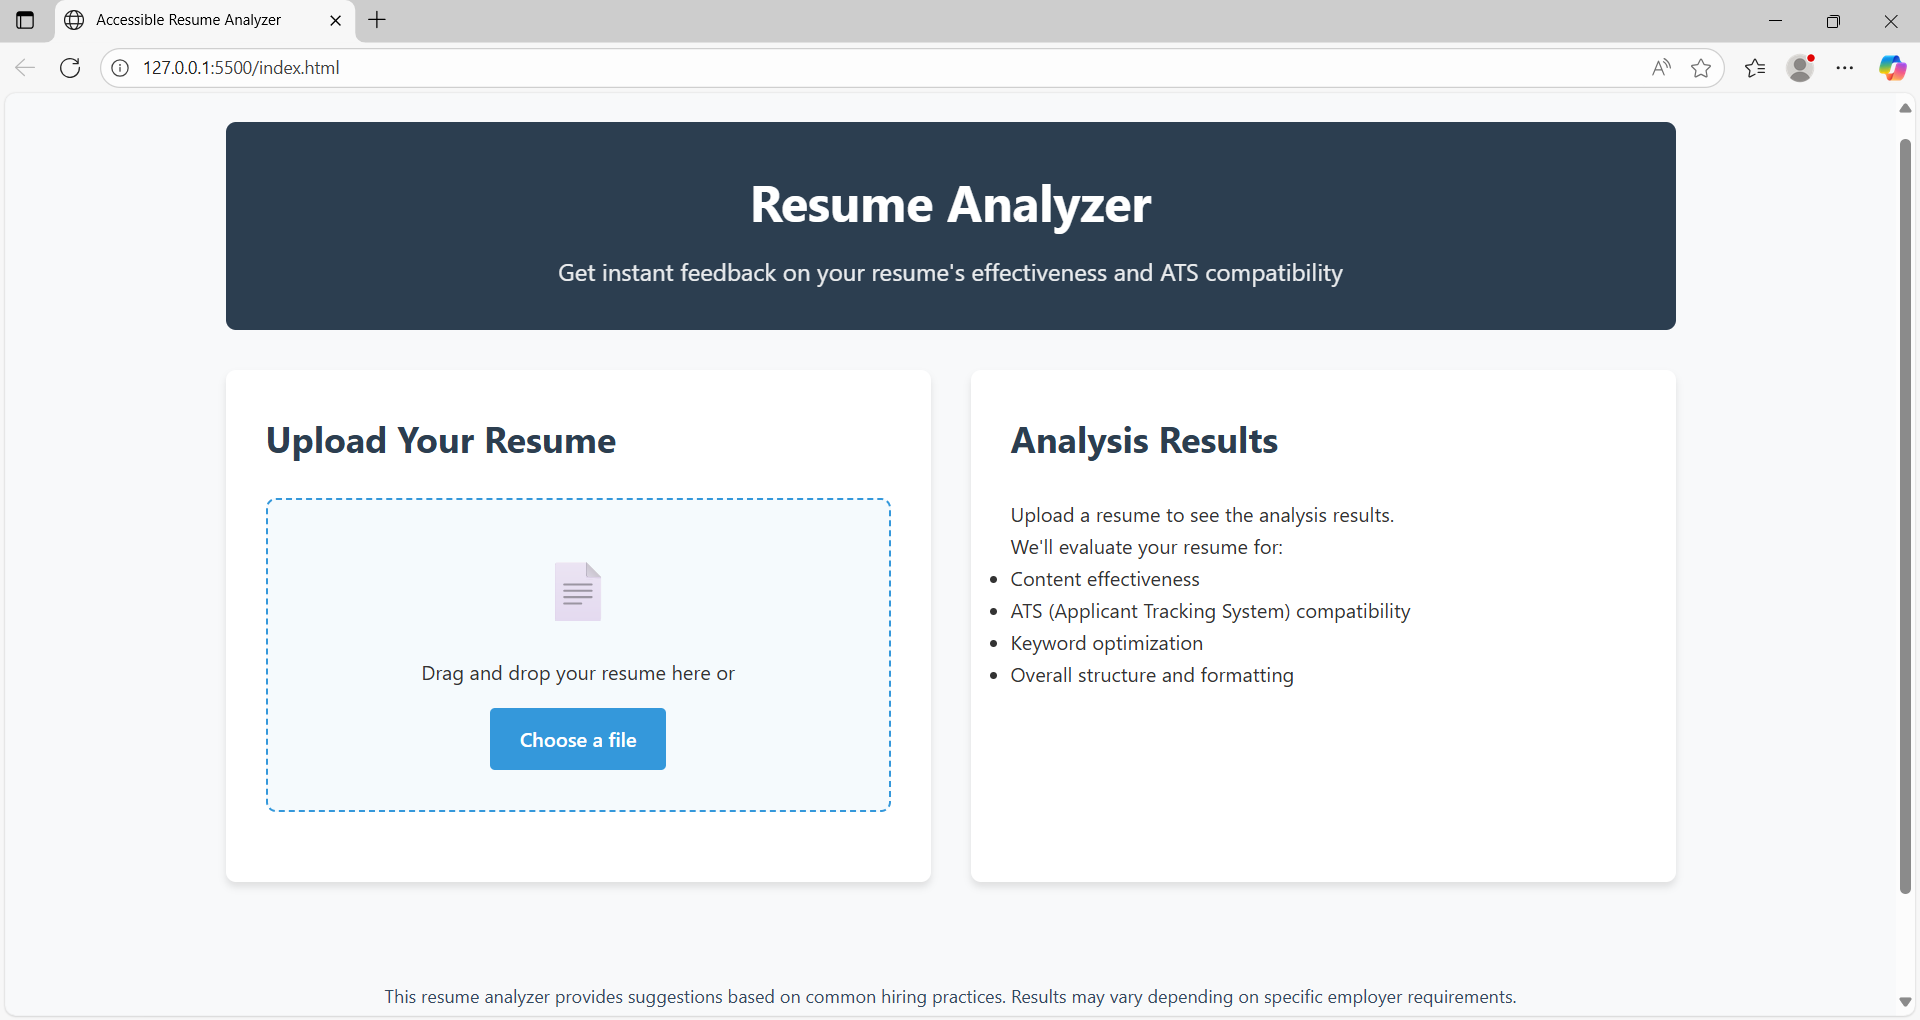 Accessible Resume Analyzer
127.0.0.1:5500/index.html
Resume Analyzer
Get instant feedback on your resume's effectiveness and ATS compatibility
Upload Your Resume
Drag and drop your resume here or
Choose a file
Analysis Results
Upload a resume to see the analysis results.
We'll evaluate your resume for:
• Content effectiveness
• ATS (Applicant Tracking System) compatibility
• Keyword optimization
• Overall structure and formatting
This resume analyzer provides suggestions based on common hiring practices. Results may vary depending on specific employer requirements.